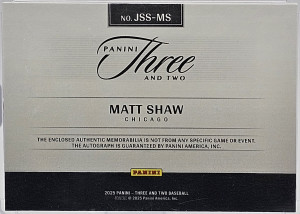 NO. JSS-MS
PANINI
Three
AND TWO
MATT SHAW
CHICAGO
THE ENCLOSED AUTHENTIC MEMORABILIA IS NOT FROM ANY SPECIFIC GAME OR EVENT.
THE AUTOGRAPH IS GUARANTEED BY PANINI AMERICA, INC.
PANINI
2025 PANINI – THREE AND TWO BASEBALL
© 2025 Panini America, Inc.